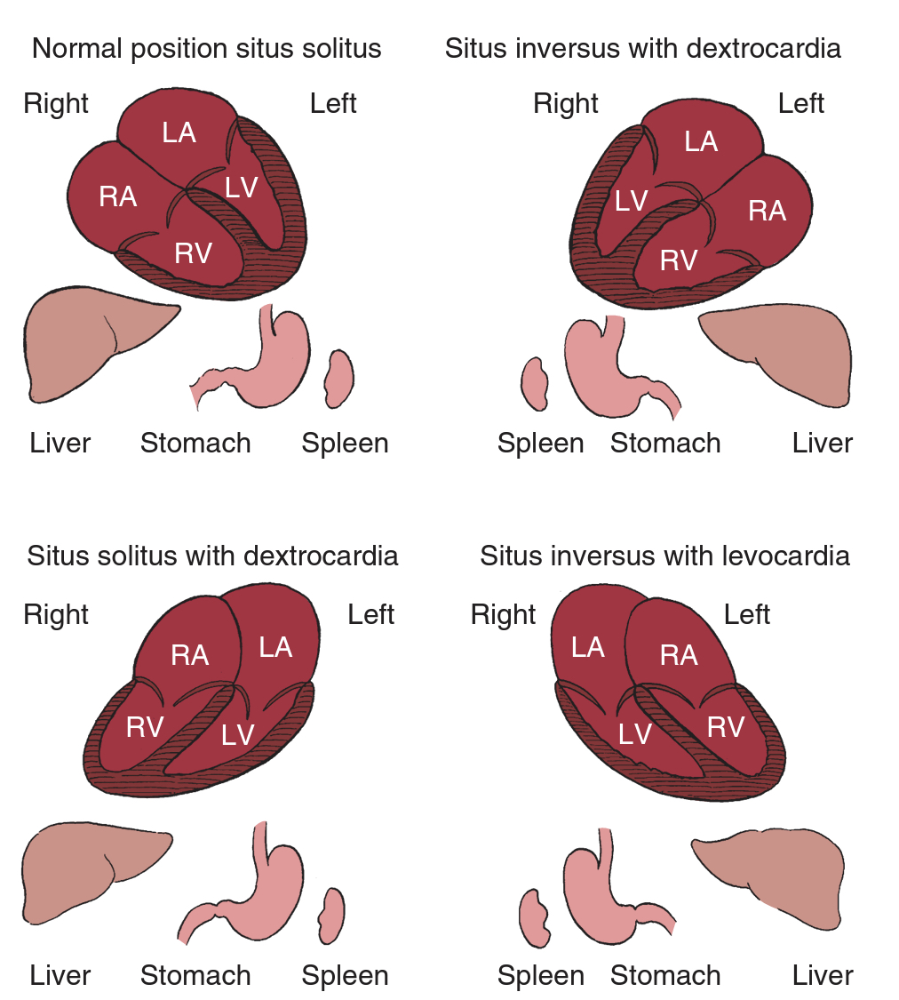 Normal position situs solitus
Right
Left
LA
RA
LV
RV
Liver
Stomach
Spleen
Situs inversus with dextrocardia
Right
Left
LA
LV
RA
RV
Spleen
Stomach
Liver
Situs solitus with dextrocardia
Right
Left
RA
LA
RV
LV
Liver
Stomach
Spleen
Situs inversus with levocardia
Right
Left
LA
RA
LV
RV
Spleen
Stomach
Liver